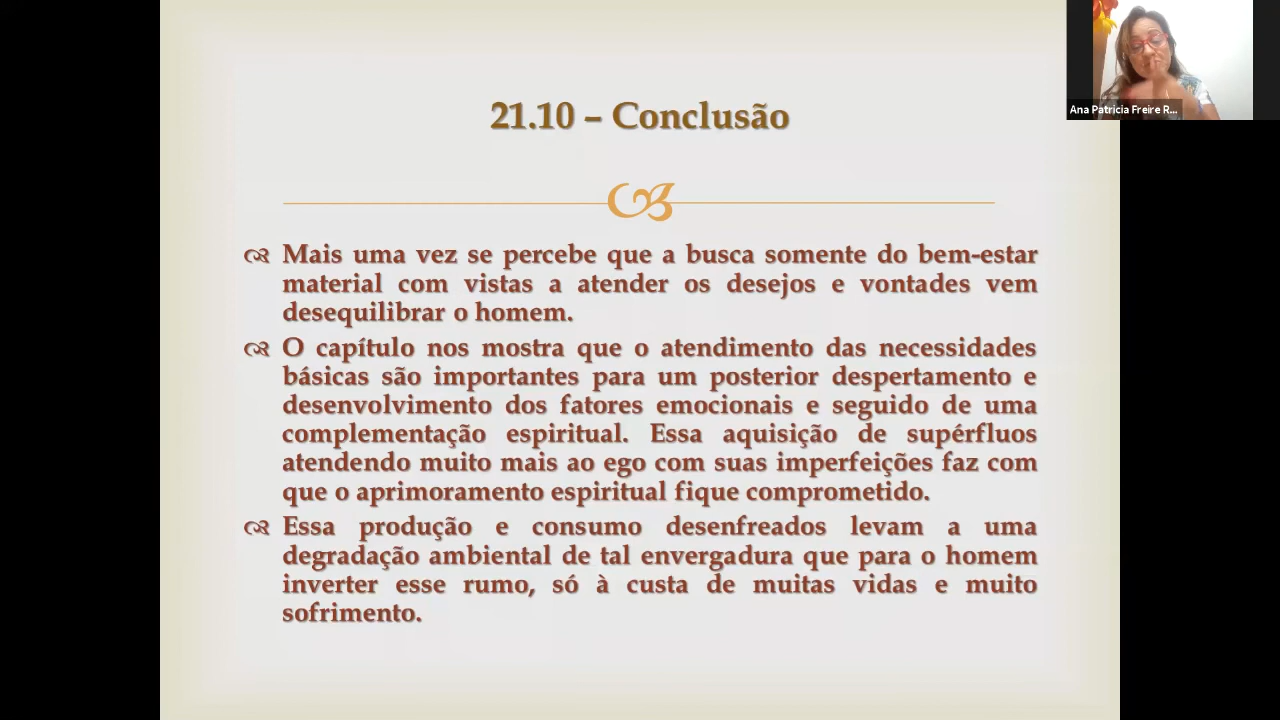 21.10 – Conclusão
Mais uma vez se percebe que a busca somente do bem-estar
material com vistas a atender os desejos e vontades vem
desequilibrar o homem.
O capítulo nos mostra que o atendimento das necessidades
básicas são importantes para um posterior despertamento e
desenvolvimento dos fatores emocionais e seguido de uma
complementação espiritual. Essa aquisição de supérfluos
atendendo muito mais ao ego com suas imperfeições faz com
que o aprimoramento espiritual fique comprometido.
Essa produção e consumo desenfreados levam a uma
degradação ambiental de tal envergadura que para o homem
inverter esse rumo, só à custa de muitas vidas e muito
sofrimento.
Ana Patricia Freire R...